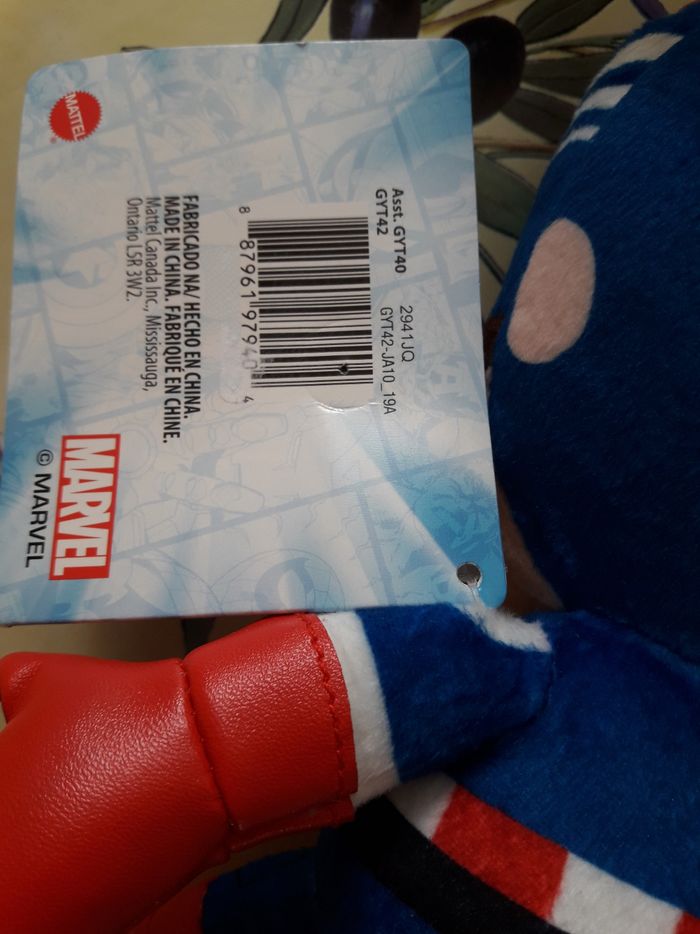 MATTEL
Asst. GYT40 2941JQ
GYT42 GYT42-JA10_19A
8 87961 97940 4
FABRICADO NA/ HECHO EN CHINA.
MADE IN CHINA. FABRIQUÉ EN CHINE.
Mattel Canada Inc., Mississauga,
Ontario L5R 3W2.
MARVEL
© MARVEL